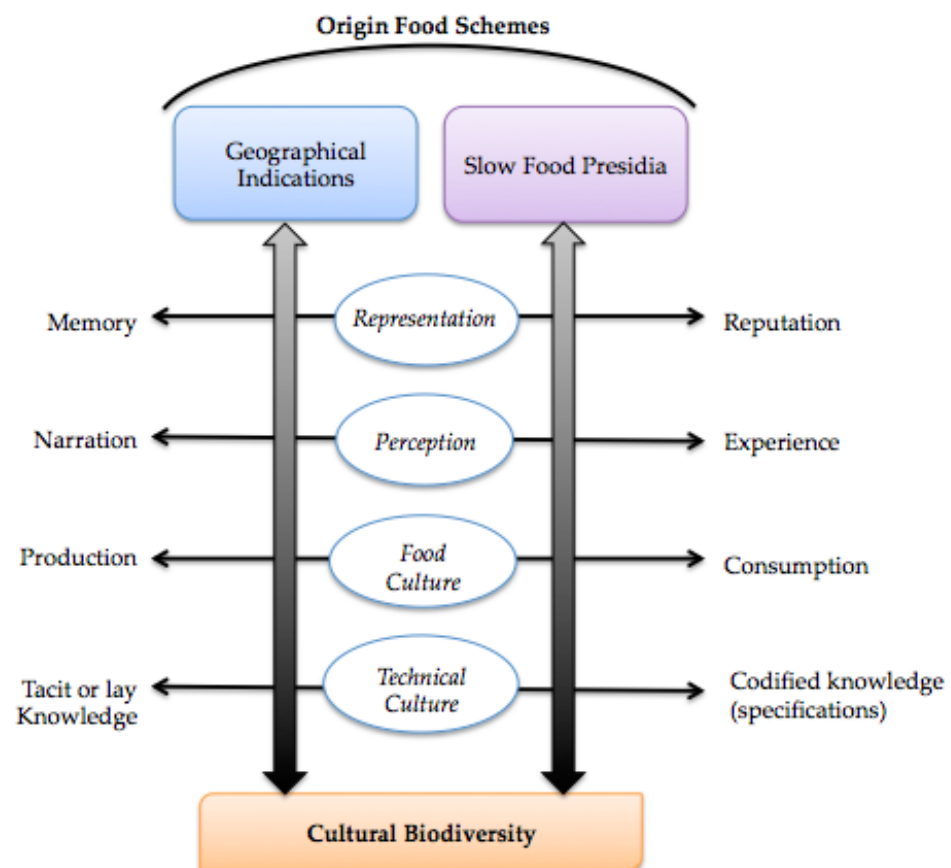 Origin Food Schemes
Geographical
Indications
Slow Food Presidia
Memory
Representation
Reputation
Narration
Perception
Experience
Production
Food
Culture
Consumption
Tacit or lay
Knowledge
Technical
Culture
Codified knowledge
(specifications)
Cultural Biodiversity